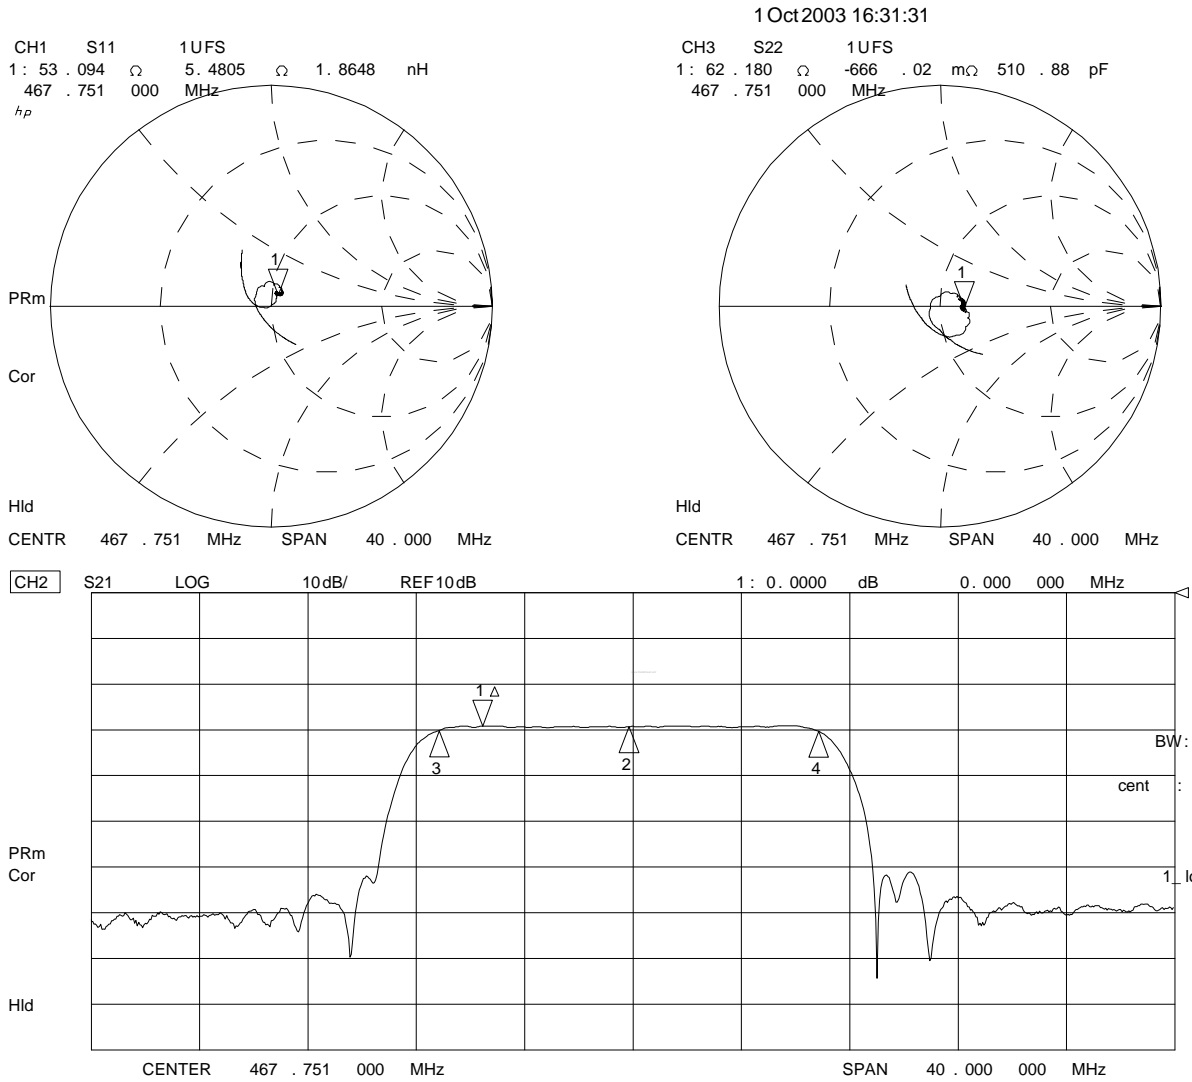 1 Oct 2003 16:31:31
CH1 S11 1 U FS
1: 53 . 094 Ω 5. 4805 Ω 1. 8648 nH
467 . 751 000 MHz
hp
PRm
Cor
Hld
1
CENTR 467 . 751 MHz SPAN 40 . 000 MHz
CH3 S22 1 U FS
1: 62 . 180 Ω -666 . 02 mΩ 510 . 88 pF
467 . 751 000 MHz
1
Hld
CENTR 467 . 751 MHz SPAN 40 . 000 MHz
CH2 S21 LOG 10 dB/ REF 10 dB 1: 0. 0000 dB 0. 000 000 MHz
1 Δ
3
2
4
BW:
cent :
PRm
Cor
1_
Hld
CENTER 467 . 751 000 MHz SPAN 40 . 000 000 MHz